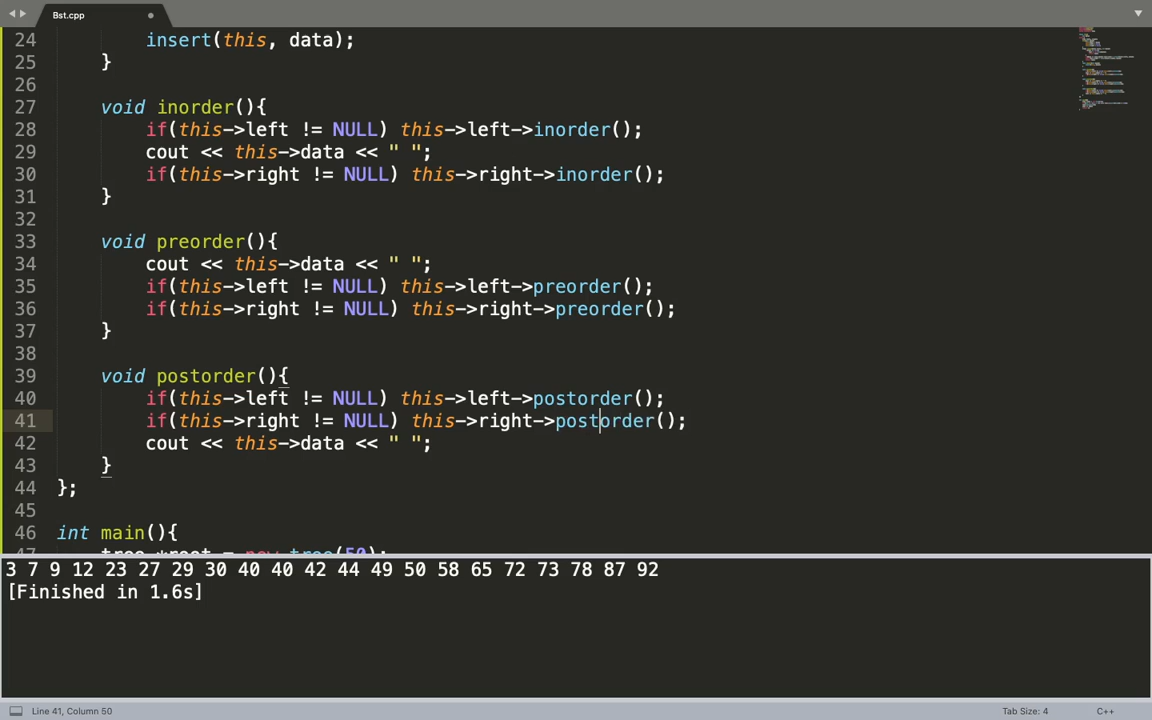 Bst.cpp
24 insert(this, data);
25 }
26
27 void inorder(){
28 if(this->left != NULL) this->left->inorder();
29 cout << this->data << " ";
30 if(this->right != NULL) this->right->inorder();
31 }
32
33 void preorder(){
34 cout << this->data << " ";
35 if(this->left != NULL) this->left->preorder();
36 if(this->right != NULL) this->right->preorder();
37 }
38
39 void postorder(){
40 if(this->left != NULL) this->left->postorder();
41 if(this->right != NULL) this->right->postorder();
42 cout << this->data << " ";
43 }
44 };
45
46 int main(){
47 tree *root = new tree(50);
3 7 9 12 23 27 29 30 40 40 42 44 49 50 58 65 72 73 78 87 92
[Finished in 1.6s]
Line 41, Column 50 Tab Size: 4 C++